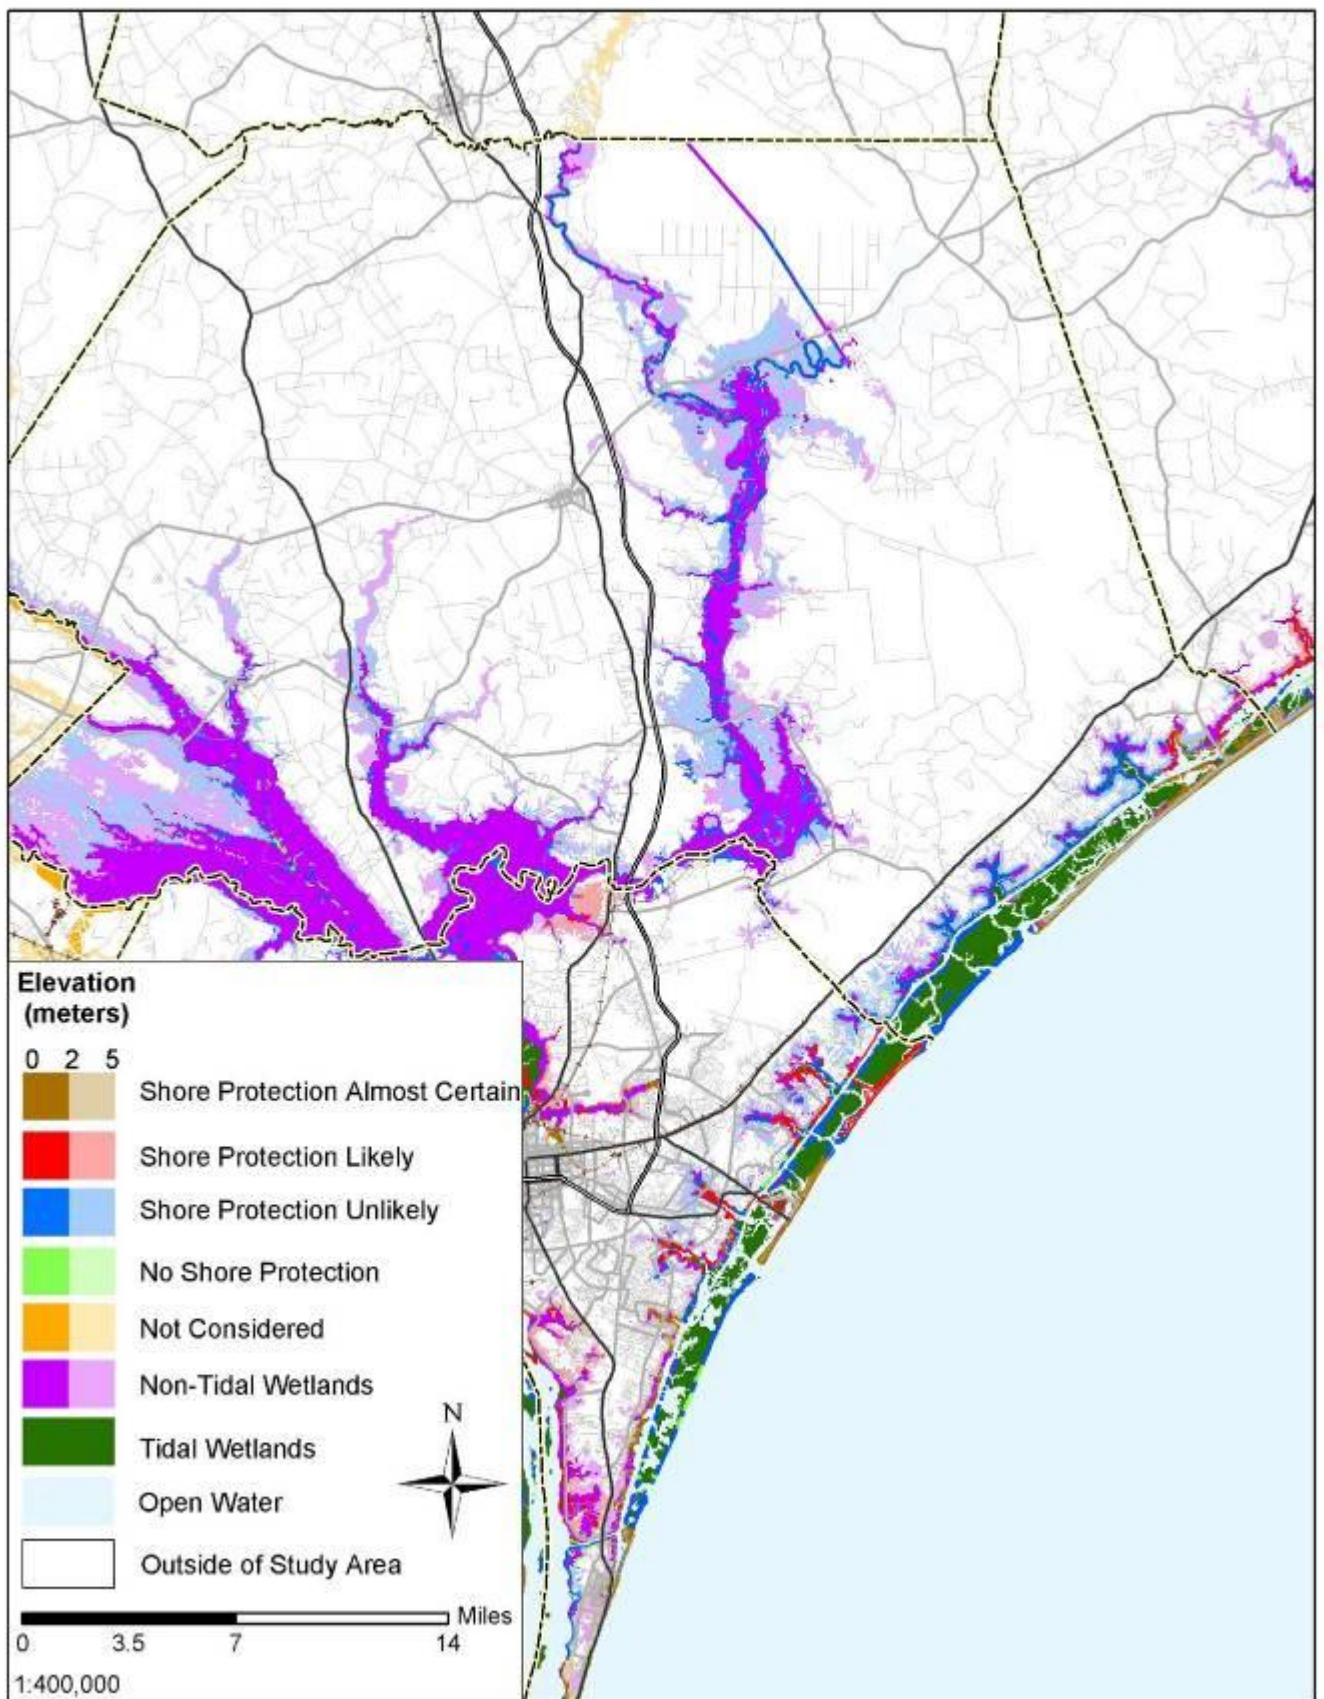 Elevation
(meters)
0 2 5
Shore Protection Almost Certain
Shore Protection Likely
Shore Protection Unlikely
No Shore Protection
Not Considered
Non-Tidal Wetlands
N
Tidal Wetlands
Open Water
Outside of Study Area
Miles
0 3.5 7 14
1:400,000